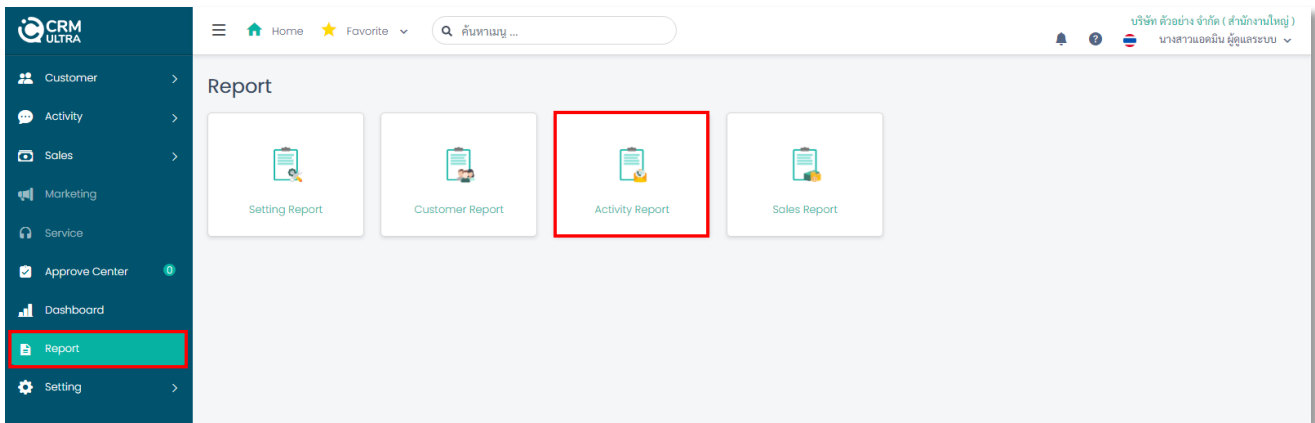 CRM
ULTRA
Home
Favorite
ค้นหาเมนู ...
บริษัท ตัวอย่าง จำกัด ( สำนักงานใหญ่ )
นางสาวแอดมิน ผู้ดูแลระบบ
Customer
Activity
Sales
Marketing
Service
Approve Center 0
Dashboard
Report
Setting
Report
Setting Report
Customer Report
Activity Report
Sales Report